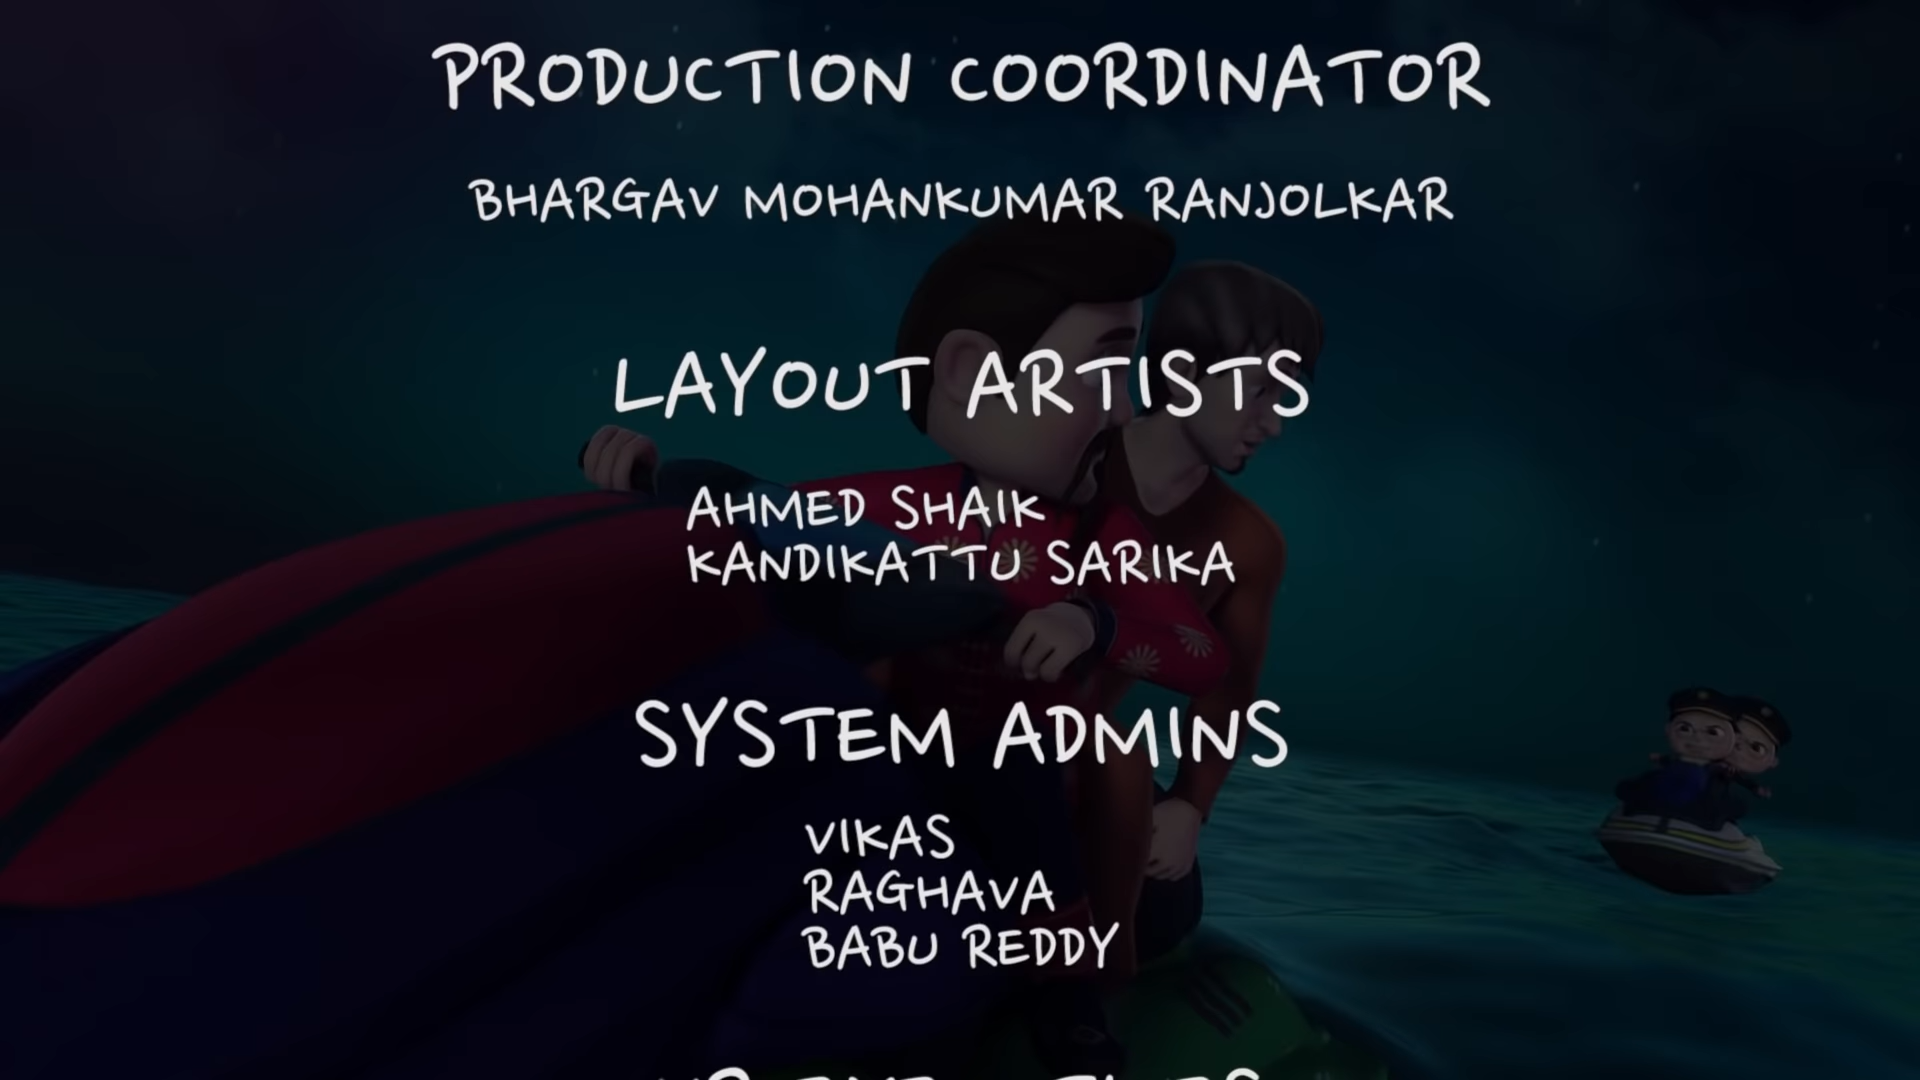 PRODUCTION COORDINATOR
BHARGAV MOHANKUMAR RANJOLKAR
LAYOUT ARTISTS
AHMED SHAIK
KANDIKATTU SARIKA
SYSTEM ADMINS
VIKAS
RAGHAVA
BABU REDDY